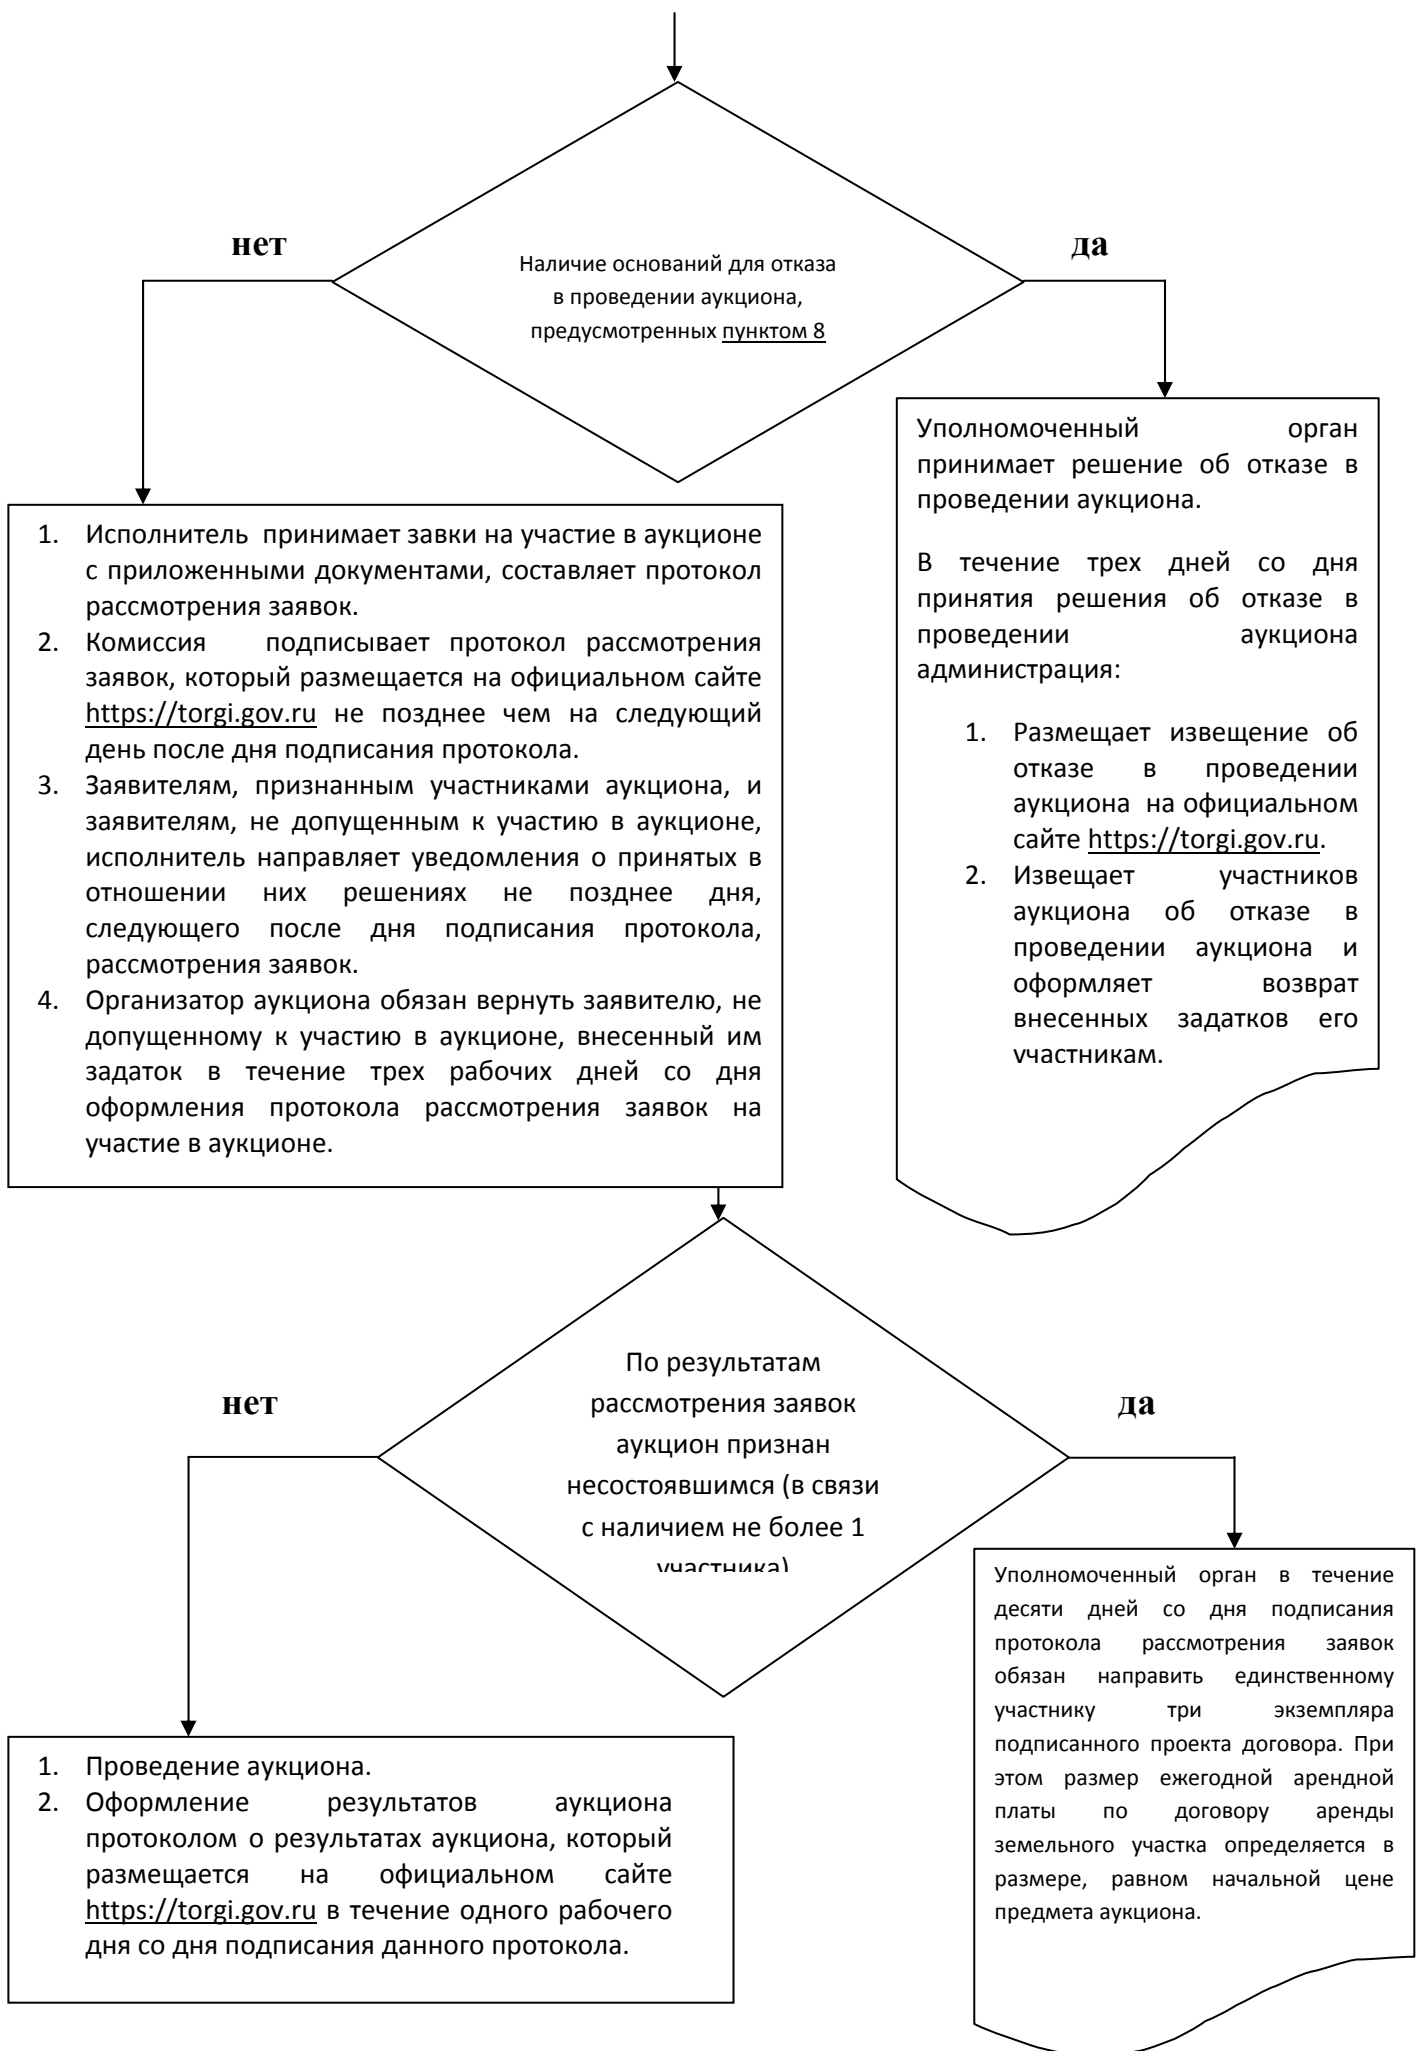 нет
да
Наличие оснований для отказа
в проведении аукциона,
предусмотренных пунктом 8
Уполномоченный орган
принимает решение об отказе в
проведении аукциона.
В течение трех дней со дня
принятия решения об отказе в
проведении аукциона
администрация:
1. Размещает извещение об
отказе в проведении
аукциона на официальном
сайте https://torgi.gov.ru.
2. Извещает участников
аукциона об отказе в
проведении аукциона и
оформляет возврат
внесенных задатков его
участникам.
1. Исполнитель принимает завки на участие в аукционе
с приложенными документами, составляет протокол
рассмотрения заявок.
2. Комиссия подписывает протокол рассмотрения
заявок, который размещается на официальном сайте
https://torgi.gov.ru не позднее чем на следующий
день после дня подписания протокола.
3. Заявителям, признанным участниками аукциона, и
заявителям, не допущенным к участию в аукционе,
исполнитель направляет уведомления о принятых в
отношении них решениях не позднее дня,
следующего после дня подписания протокола,
рассмотрения заявок.
4. Организатор аукциона обязан вернуть заявителю, не
допущенному к участию в аукционе, внесенный им
задаток в течение трех рабочих дней со дня
оформления протокола рассмотрения заявок на
участие в аукционе.
нет
да
По результатам
рассмотрения заявок
аукцион признан
несостоявшимся (в связи
с наличием не более 1
участника)
Уполномоченный орган в течение
десяти дней со дня подписания
протокола рассмотрения заявок
обязан направить единственному
участнику три экземпляра
подписанного проекта договора. При
этом размер ежегодной арендной
платы по договору аренды
земельного участка определяется в
размере, равном начальной цене
предмета аукциона.
1. Проведение аукциона.
2. Оформление результатов аукциона
протоколом о результатах аукциона, который
размещается на официальном сайте
https://torgi.gov.ru в течение одного рабочего
дня со дня подписания данного протокола.